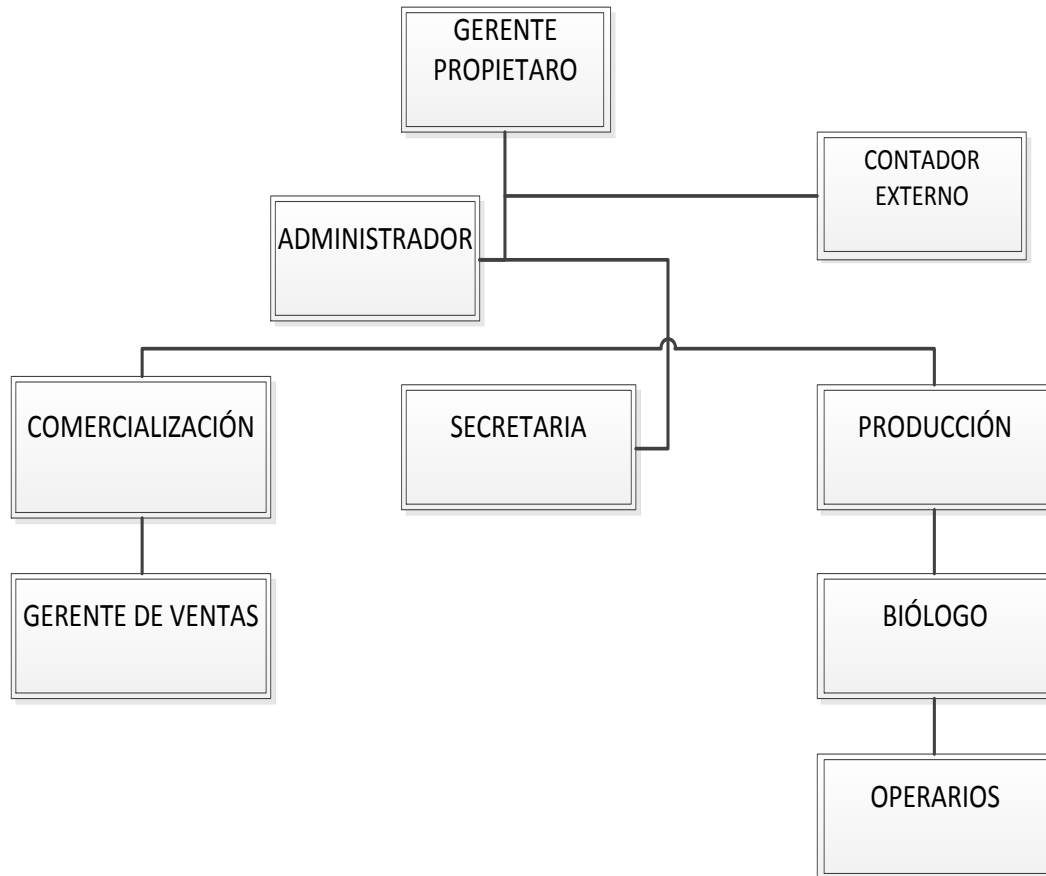 GERENTE
PROPIETARO
CONTADOR
EXTERNO
ADMINISTRADOR
COMERCIALIZACIÓN
SECRETARIA
PRODUCCIÓN
GERENTE DE VENTAS
BIÓLOGO
OPERARIOS